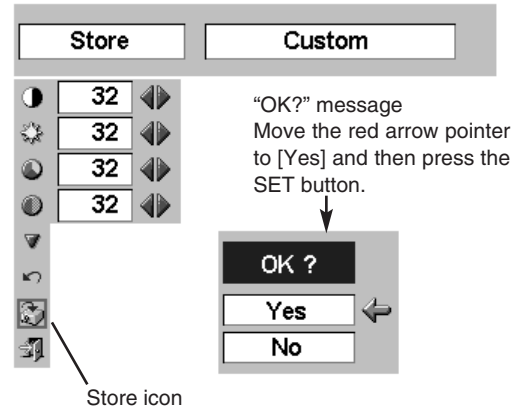 Store Custom
32
32
32
32
“OK?” message
Move the red arrow pointer
to [Yes] and then press the
SET button.
OK ?
Yes
No
Store icon